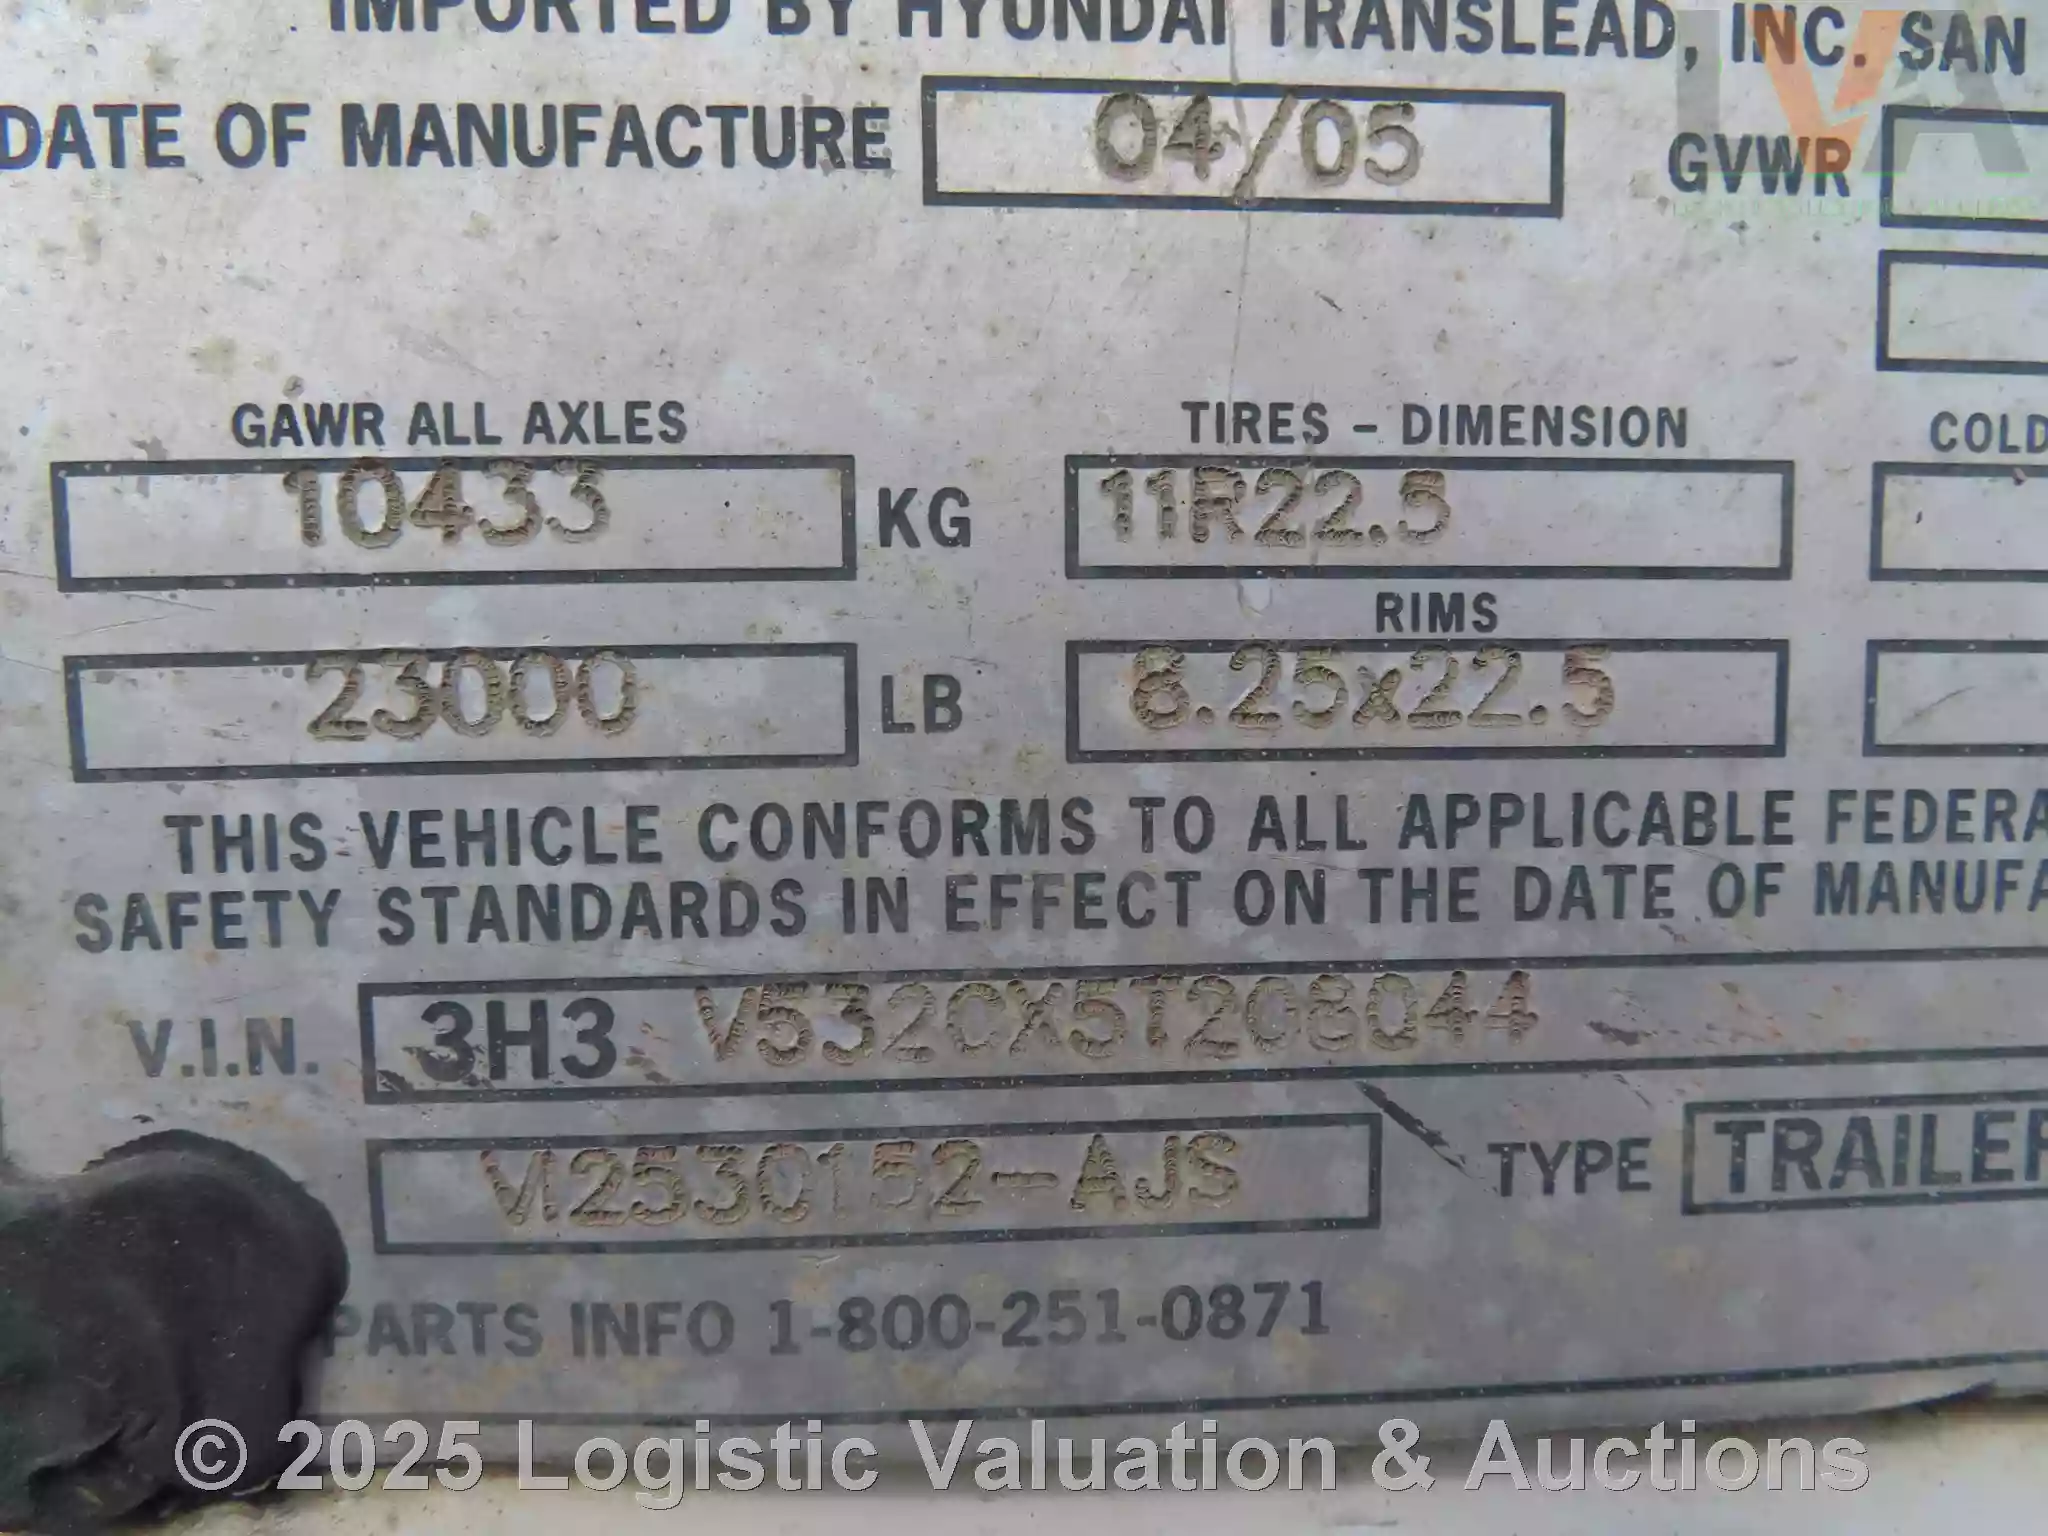 IMPORTED BY HYUNDAI TRANSLEAD, INC. SAN
DATE OF MANUFACTURE 04/05 GVWR
GAWR ALL AXLES TIRES - DIMENSION COLD
10433 KG 11R22.5
RIMS
23000 LB 8.25x22.5
THIS VEHICLE CONFORMS TO ALL APPLICABLE FEDERA
SAFETY STANDARDS IN EFFECT ON THE DATE OF MANUFA
V.I.N. 3H3 V532CX5T208044
VI2530152-AJS TYPE TRAILER
PARTS INFO 1-800-251-0871
© 2025 Logistic Valuation & Auctions
LVA